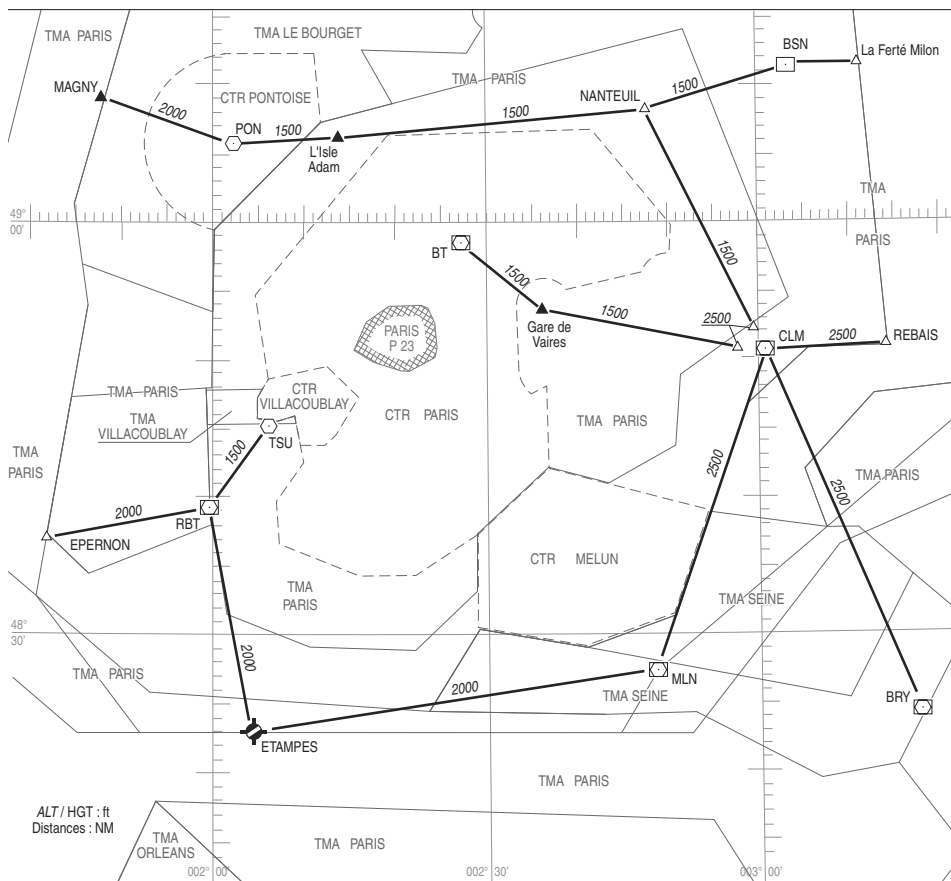 TMA PARIS
TMA LE BOURGET
BSN
La Ferté Milon
MAGNY
2000
CTR PONTOISE
TMA PARIS
NANTEUIL
1500
PON
1500
L'Isle
Adam
1500
49°
00'
TMA
PARIS
BT
1500
Gare de
Vaires
1500
1500
2500
CLM
2500
REBAIS
PARIS
P 23
TMA PARIS
TMA
VILLACOUBLAY
CTR
VILLACOUBLAY
CTR PARIS
TMA PARIS
TSU
1500
TMA
PARIS
2000
RBT
EPERNON
2500
2500
TMA PARIS
CTR MELUN
TMA
PARIS
TMA SEINE
48°
30'
2000
TMA PARIS
2000
MLN
TMA SEINE
BRY
ETAMPES
TMA PARIS
ALT / HGT : ft
Distances : NM
TMA
ORLEANS
TMA PARIS
002° 00'
002° 30'
003° 00'